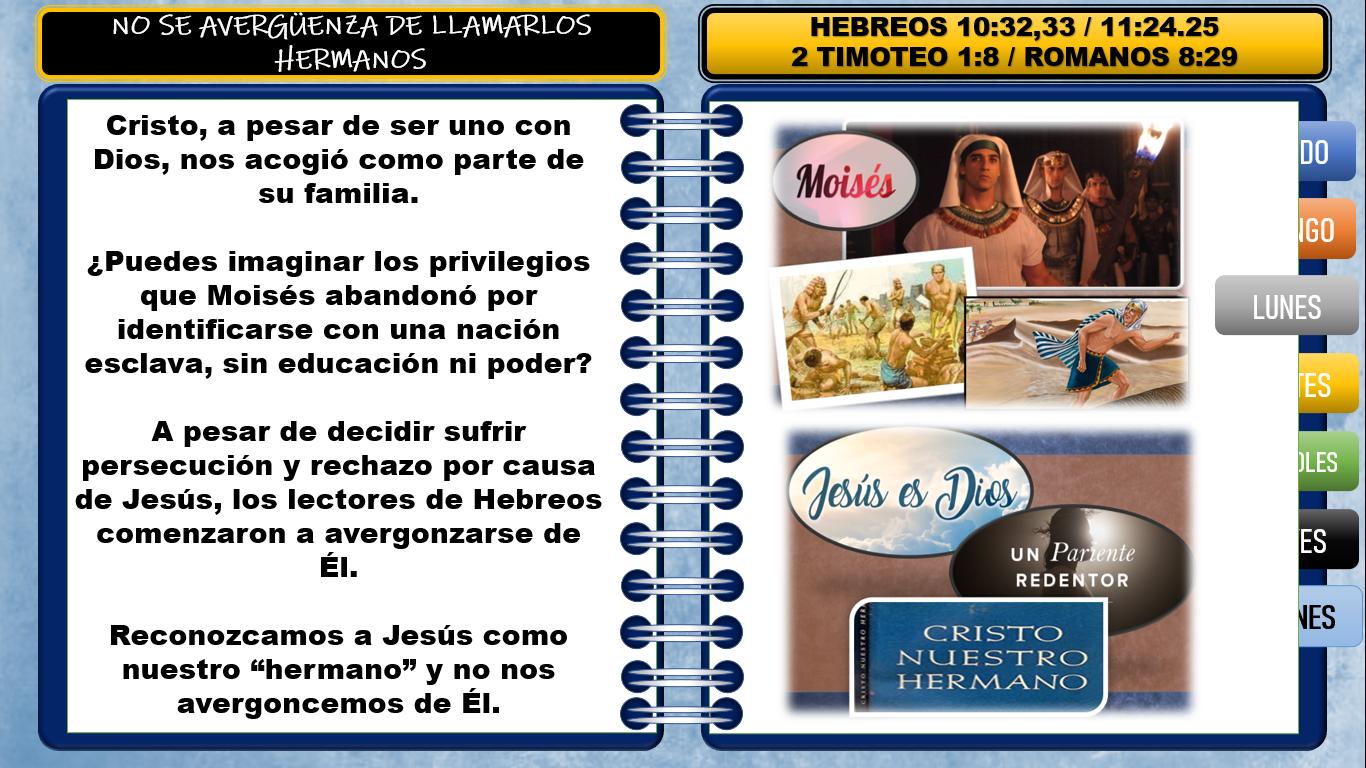 NO SE AVERGÜENZA DE LLAMARLOS
HERMANOS
HEBREOS 10:32,33 / 11:24.25
2 TIMOTEO 1:8 / ROMANOS 8:29
Cristo, a pesar de ser uno con
Dios, nos acogió como parte de
su familia.
¿Puedes imaginar los privilegios
que Moisés abandonó por
identificarse con una nación
esclava, sin educación ni poder?
A pesar de decidir sufrir
persecución y rechazo por causa
de Jesús, los lectores de Hebreos
comenzaron a avergonzarse de
Él.
Reconozcamos a Jesús como
nuestro “hermano” y no nos
avergoncemos de Él.
Moisés
Jesús es Dios
UN Pariente
REDENTOR
CRISTO
NUESTRO
HERMANO
DO
NGO
LUNES
TES
OLES
ES
NES